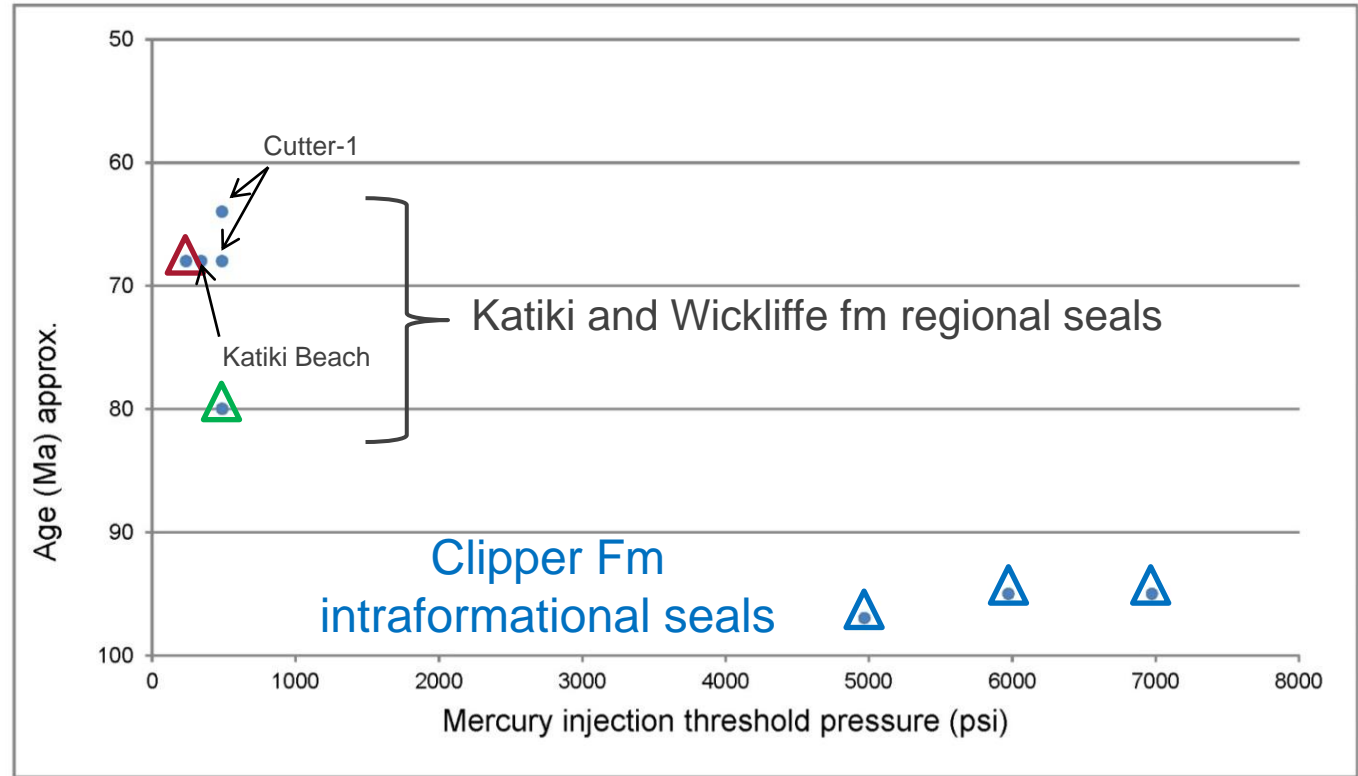 50
60
70
80
90
100
Age (Ma) approx.
Cutter-1
Katiki Beach
Katiki and Wickliffe fm regional seals
Clipper Fm
intraformational seals
0 1000 2000 3000 4000 5000 6000 7000 8000
Mercury injection threshold pressure (psi)